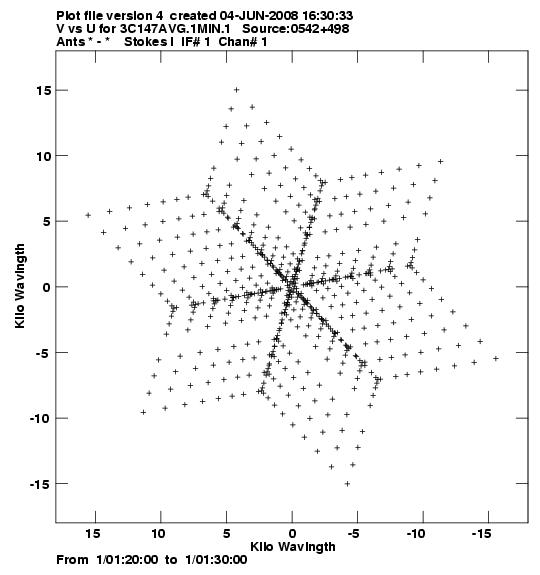 Plot file version 4 created 04-JUN-2008 16:30:33
V vs U for 3C147AVG.1MIN.1 Source:0542+498
Ants * - * Stokes I IF# 1 Chan# 1
15
10
5
0
-5
-10
-15
Kilo Wavlngth
15 10 5 0 -5 -10 -15
Kilo Wavlngth
From 1/01:20:00 to 1/01:30:00